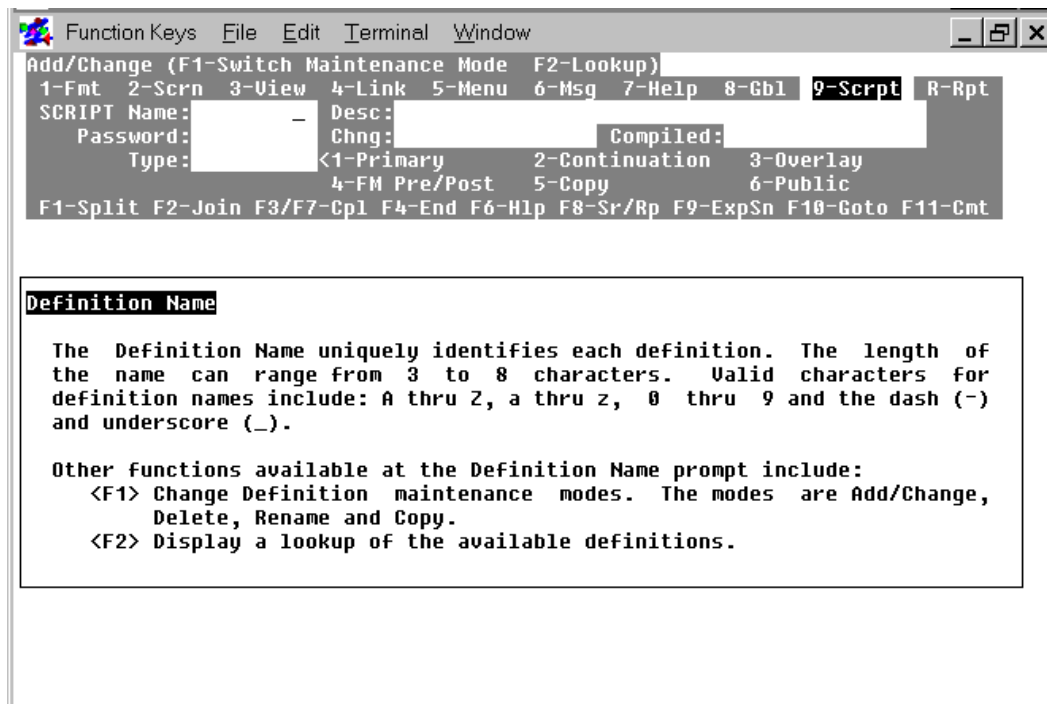 Function Keys File Edit Terminal Window
Add/Change (F1-Switch Maintenance Mode F2-Lookup)
1-Fmt 2-Scrn 3-View 4-Link 5-Menu 6-Msg 7-Help 8-Gbl 9-Scrpt R-Rpt
SCRIPT Name: _ Desc:
Password: Chng: Compiled:
Type: <1-Primary 2-Continuation 3-Overlay
4-FM Pre/Post 5-Copy 6-Public
F1-Split F2-Join F3/F7-Cpl F4-End F6-Hlp F8-Sr/Rp F9-ExpSn F10-Goto F11-Cmt
Definition Name
The Definition Name uniquely identifies each definition. The length of
the name can range from 3 to 8 characters. Valid characters for
definition names include: A thru Z, a thru z, 0 thru 9 and the dash (-)
and underscore (_).
Other functions available at the Definition Name prompt include:
<F1> Change Definition maintenance modes. The modes are Add/Change,
Delete, Rename and Copy.
<F2> Display a lookup of the available definitions.